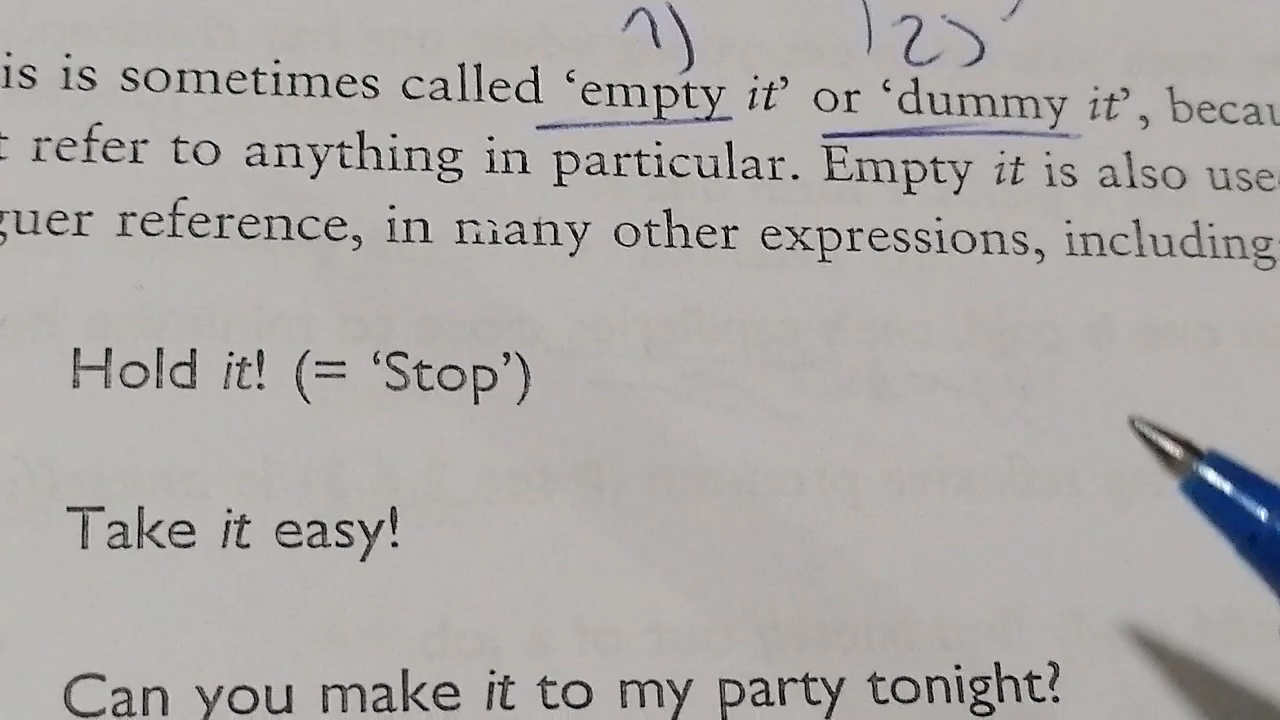 1) 2)
is is sometimes called ‘empty it’ or ‘dummy it’, becau
t refer to anything in particular. Empty it is also use
guer reference, in many other expressions, including
Hold it! (= ‘Stop’)
Take it easy!
Can you make it to my party tonight?